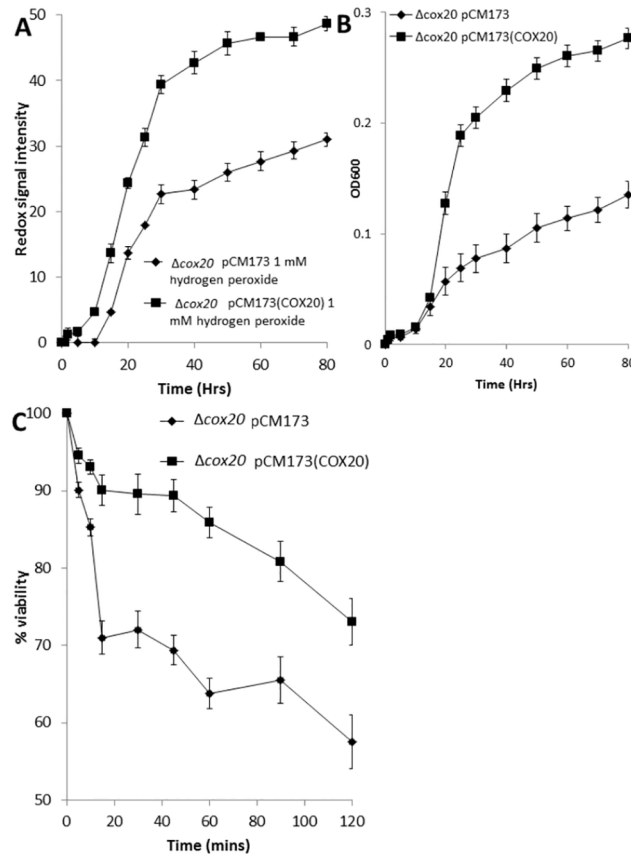 A
Redox signal intensity
50
40
30
20
10
0
0 20 40 60 80
Time (Hrs)
Δcox20 pCM173 1 mM
hydrogen peroxide
Δcox20 pCM173(COX20) 1
mM hydrogen peroxide
B
Δcox20 pCM173
Δcox20 pCM173(COX20)
OD600
0.3
0.2
0.1
0
0 20 40 60 80
Time (Hrs)
C
Δcox20 pCM173
Δcox20 pCM173(COX20)
% viability
100
90
80
70
60
50
0 20 40 60 80 100 120
Time (mins)